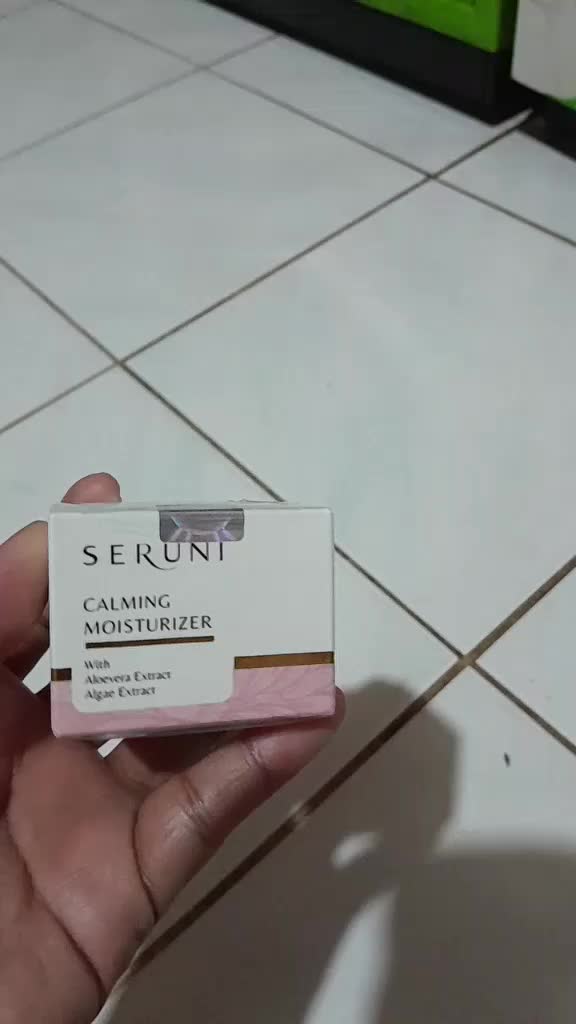 SERUNI
CALMING
MOISTURIZER
With
Aloevera Extract
Algae Extract